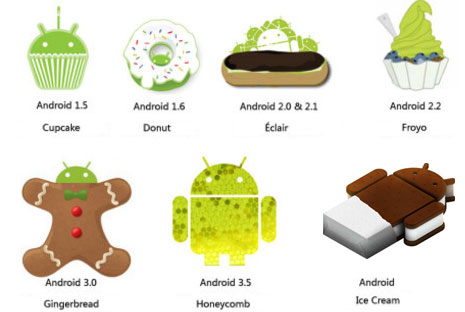 Android 1.5
Cupcake
Android 1.6
Donut
Android 2.0 & 2.1
Éclair
Android 2.2
Froyo
Android 3.0
Gingerbread
Android 3.5
Honeycomb
Android
Ice Cream